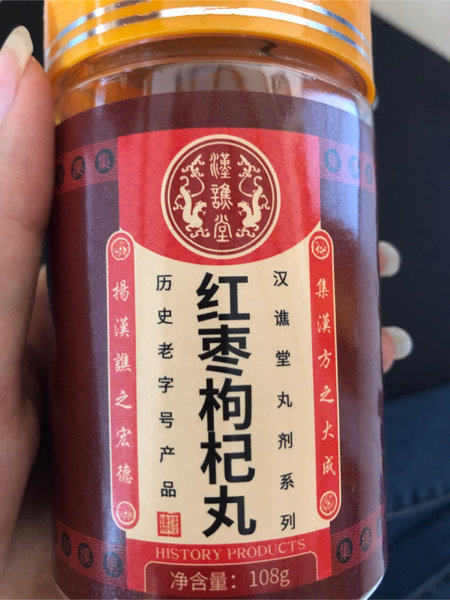 漢譙堂
红枣枸杞丸
汉谯堂丸剂系列
历史老字号产品
集漢方之大成
揚漢譙之宏德
HISTORY PRODUCTS
净含量：108g